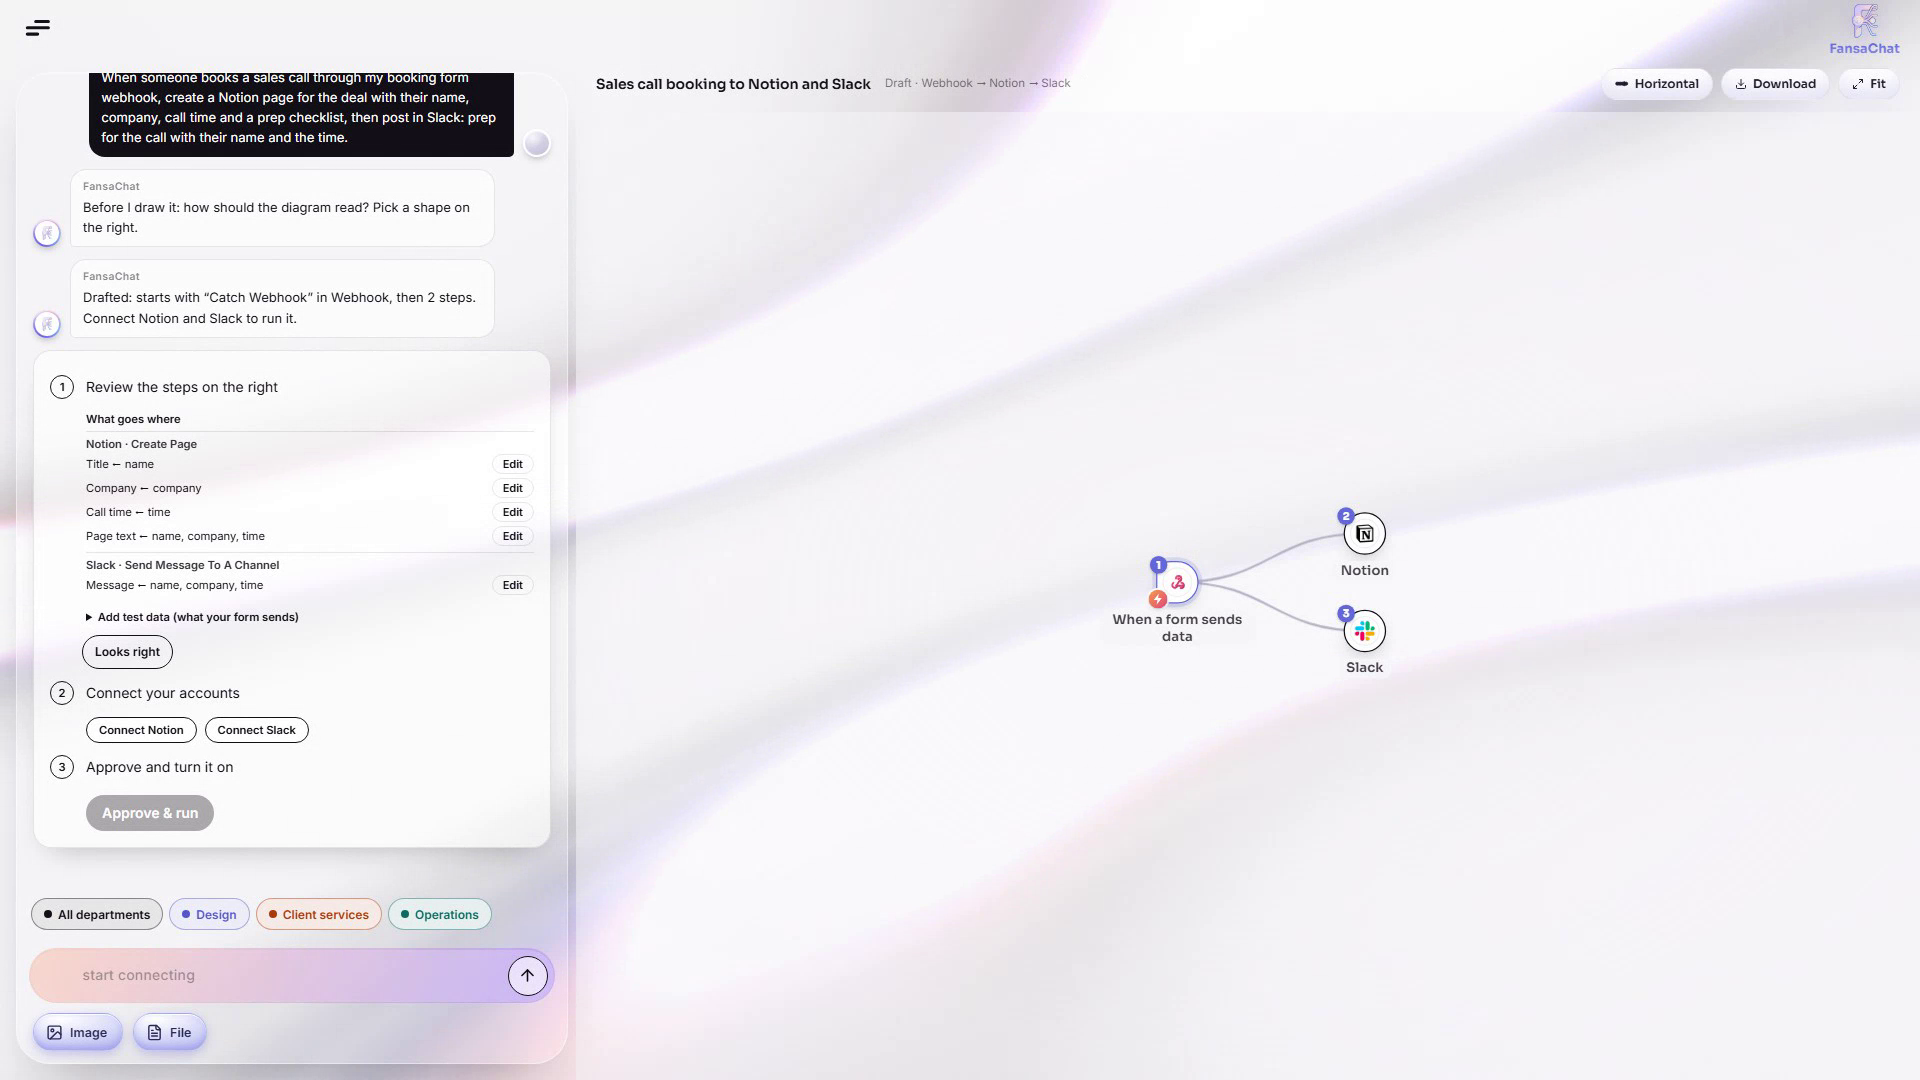 FansaChat
When someone books a sales call through my booking form
webhook, create a Notion page for the deal with their name,
company, call time and a prep checklist, then post in Slack: prep
for the call with their name and the time.
FansaChat
Before I draw it: how should the diagram read? Pick a shape on
the right.
FansaChat
Drafted: starts with “Catch Webhook” in Webhook, then 2 steps.
Connect Notion and Slack to run it.
1 Review the steps on the right
What goes where
Notion · Create Page
Title ← name Edit
Company ← company Edit
Call time ← time Edit
Page text ← name, company, time Edit
Slack · Send Message To A Channel
Message ← name, company, time Edit
▶ Add test data (what your form sends)
Looks right
2 Connect your accounts
Connect Notion Connect Slack
3 Approve and turn it on
Approve & run
All departments Design Client services Operations
start connecting
Image File
Sales call booking to Notion and Slack Draft · Webhook → Notion → Slack
Horizontal Download Fit
1
When a form sends
data
2
N
Notion
3
Slack